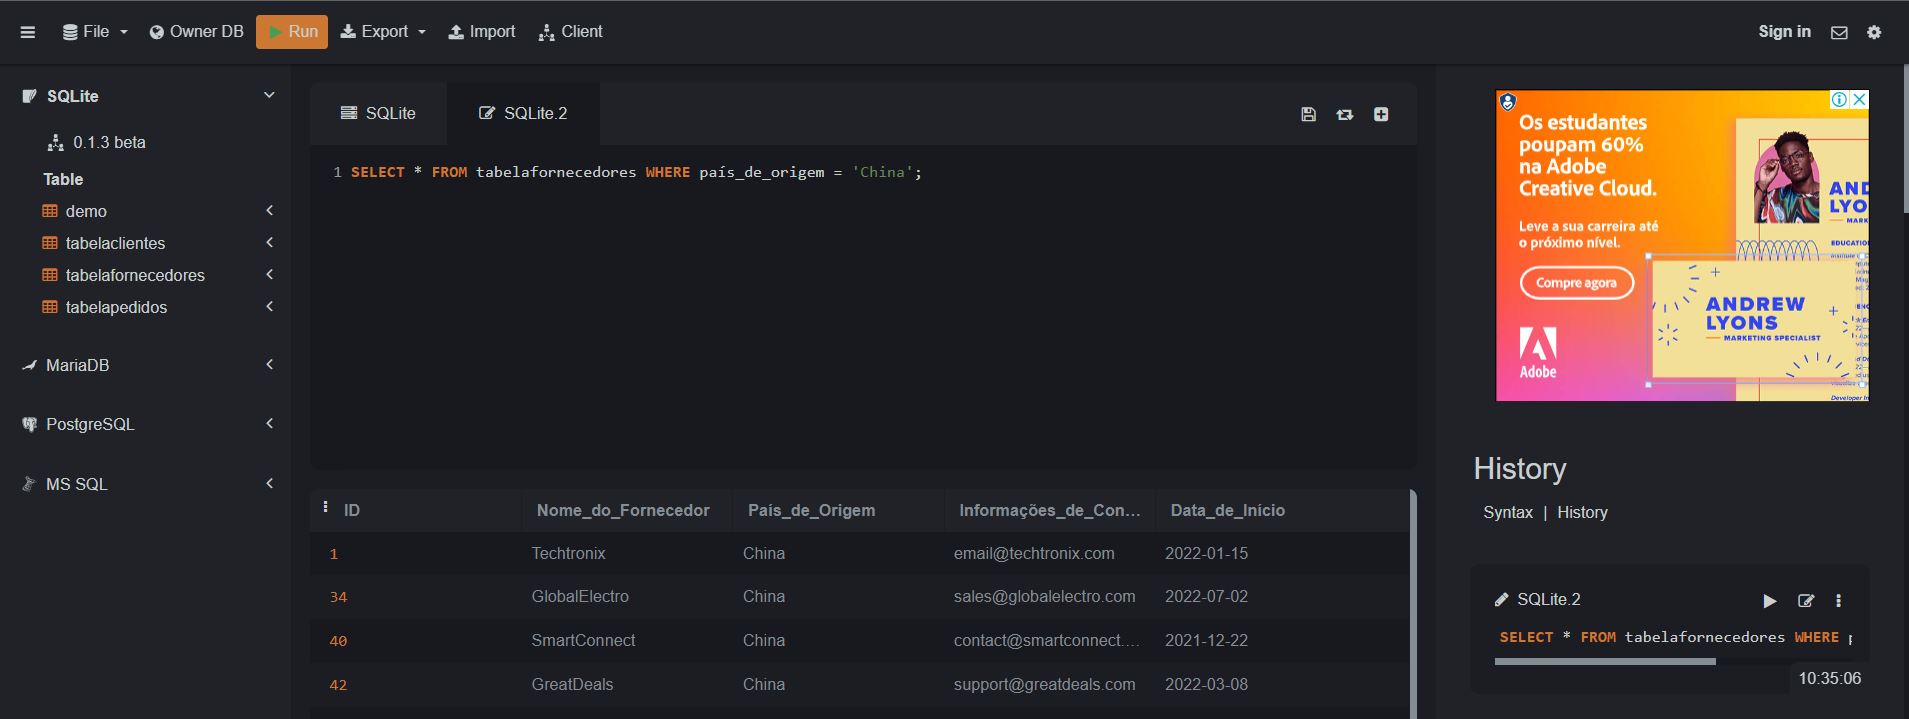 File
Owner DB
Run
Export
Import
Client
Sign in
SQLite
0.1.3 beta
Table
demo
tabelaclientes
tabelafornecedores
tabelapedidos
MariaDB
PostgreSQL
MS SQL
SQLite
SQLite.2
1 SELECT * FROM tabelafornecedores WHERE país_de_origem = 'China';
ID Nome_do_Fornecedor País_de_Origem Informações_de_Con... Data_de_Início
1 Techtronix China email@techtronix.com 2022-01-15
34 GlobalElectro China sales@globalelectro.com 2022-07-02
40 SmartConnect China contact@smartconnect.... 2021-12-22
42 GreatDeals China support@greatdeals.com 2022-03-08
Os estudantes
poupam 60%
na Adobe
Creative Cloud.
Leve a sua carreira até
o próximo nível.
Compre agora
Adobe
AND
LYO
MARK
EDUCATIO
ANDREW
LYONS
MARKETING SPECIALIST
Developer In
History
Syntax | History
SQLite.2
SELECT * FROM tabelafornecedores WHERE
10:35:06